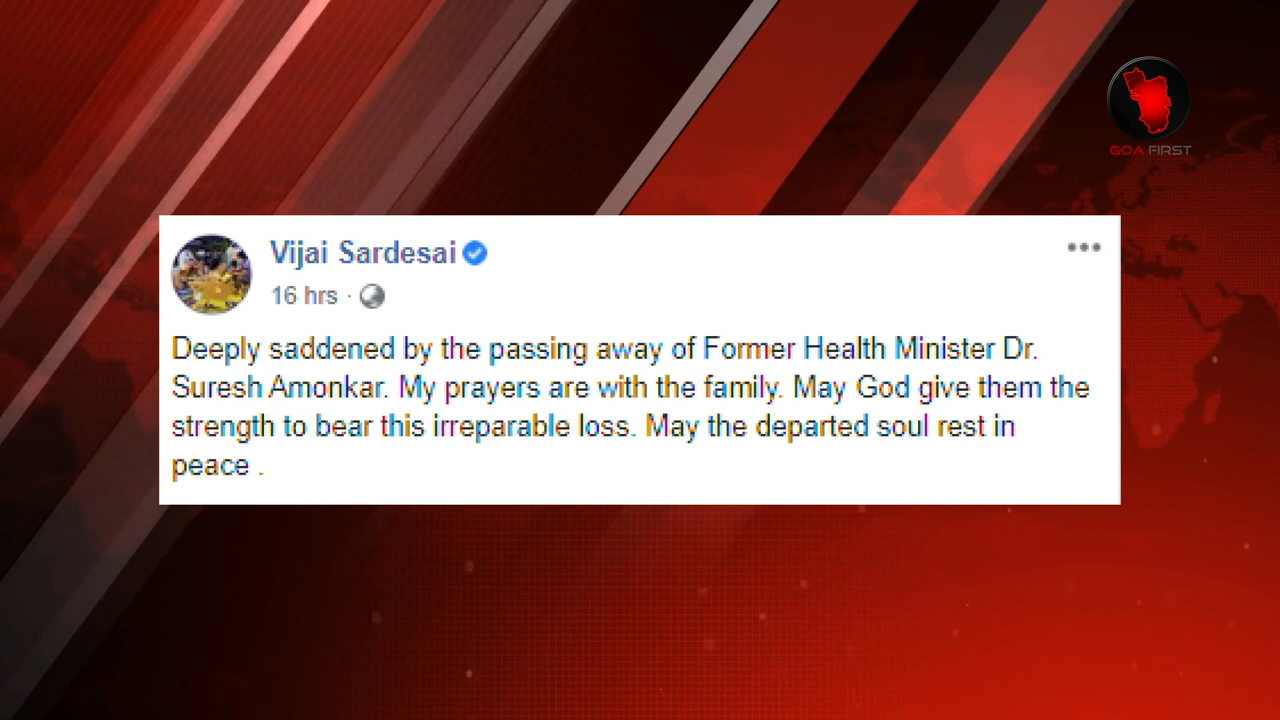 GOA FIRST
Vijai Sardesai
16 hrs ·
Deeply saddened by the passing away of Former Health Minister Dr.
Suresh Amonkar. My prayers are with the family. May God give them the
strength to bear this irreparable loss. May the departed soul rest in
peace .